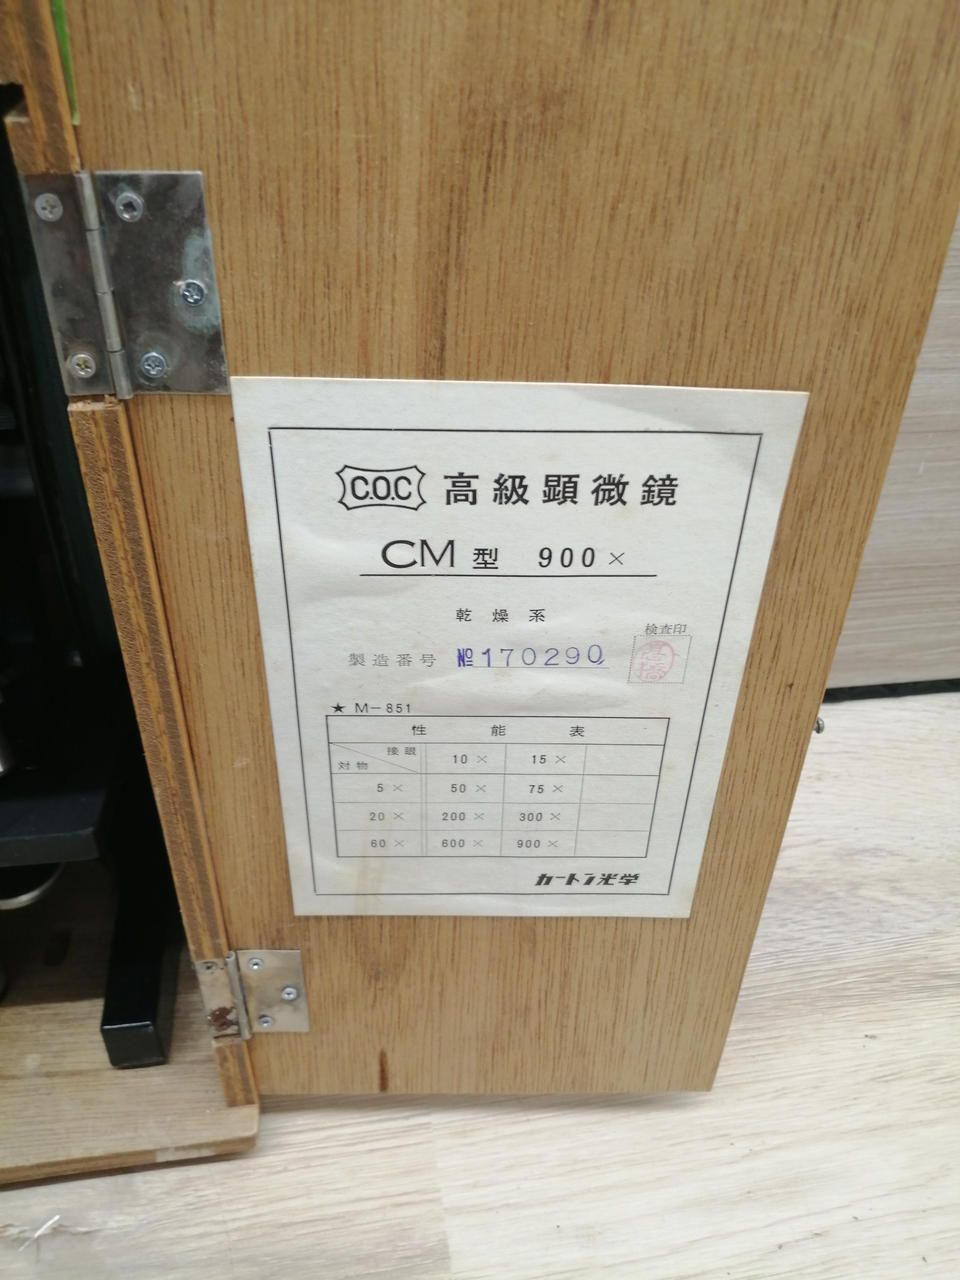 C.O.C 高級顕微鏡
CM型 900×
乾燥系
検査印
製造番号 №170290
★ M-851
性能表
接眼 10× 15×
対物
5× 50× 75×
20× 200× 300×
60× 600× 900×
カートン光学